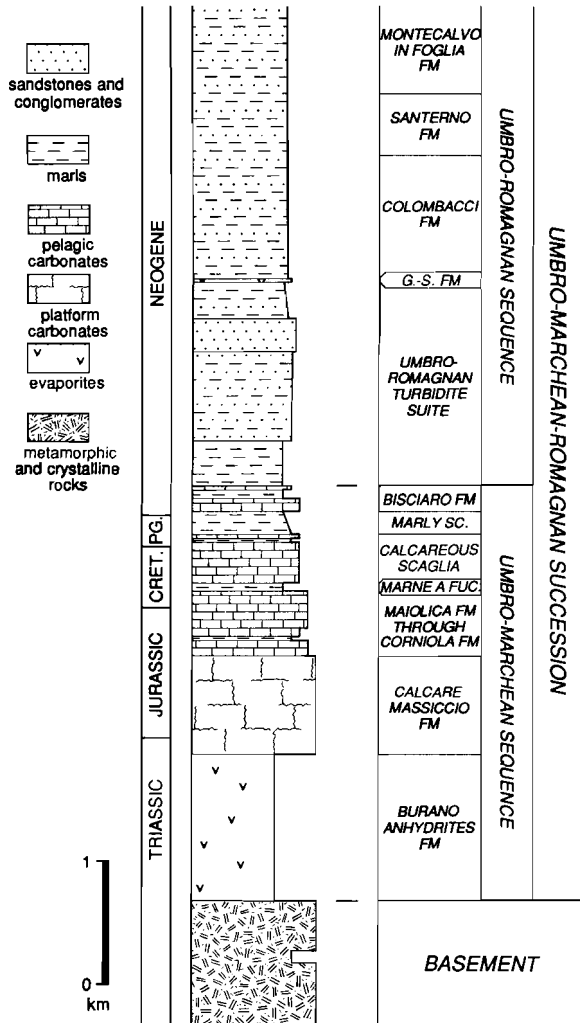 sandstones and
conglomerates
marls
pelagic
carbonates
platform
carbonates
evaporites
metamorphic
and crystalline
rocks
1
0
km
NEOGENE
PG.
CRET.
JURASSIC
TRIASSIC
MONTECALVO
IN FOGLIA
FM
SANTERNO
FM
COLOMBACCI
FM
G.-S. FM
UMBRO-
ROMAGNAN
TURBIDITE
SUITE
BISCIARO FM
MARLY SC.
CALCAREOUS
SCAGLIA
MARNE A FUC.
MAIOLICA FM
THROUGH
CORNIOLA FM
CALCARE
MASSICCIO
FM
BURANO
ANHYDRITES
FM
UMBRO-ROMAGNAN SEQUENCE
UMBRO-MARCHEAN SEQUENCE
UMBRO-MARCHEAN-ROMAGNAN SUCCESSION
BASEMENT